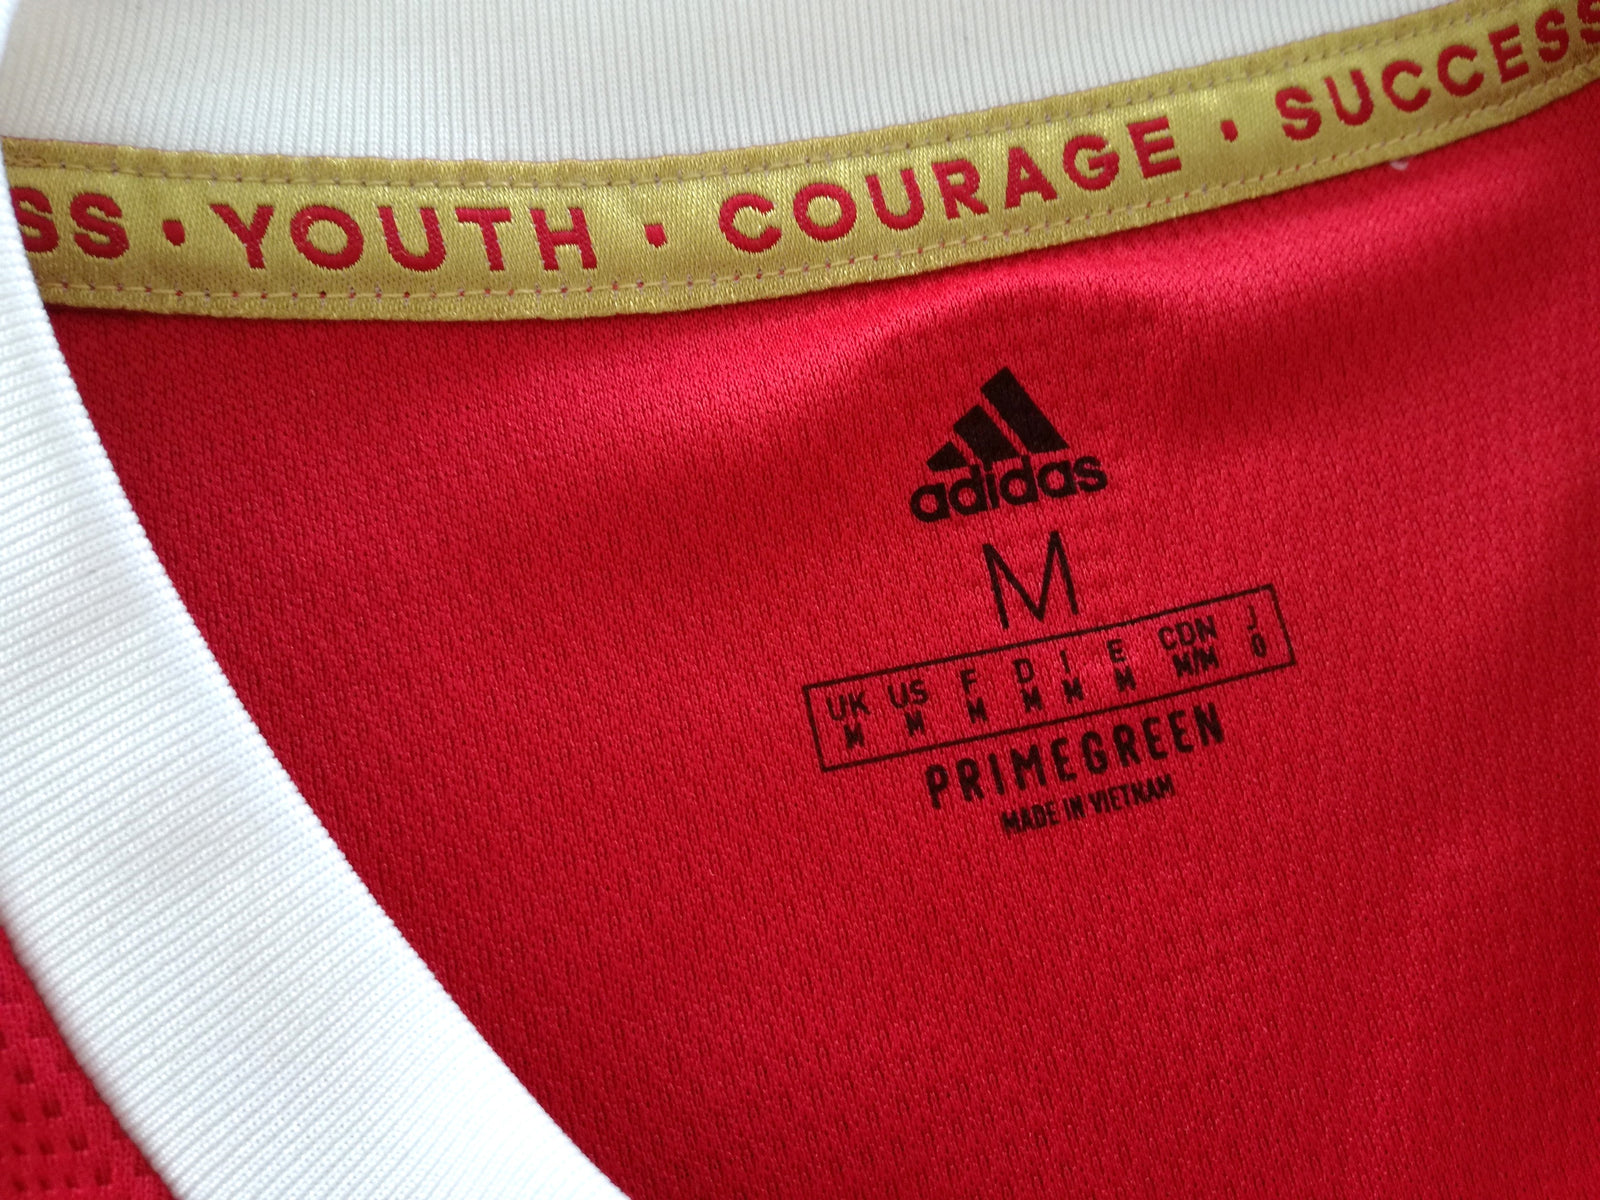 SS · YOUTH · COURAGE · SUCCESS
adidas
M
UK US F D I E CDN J
M M M M M M M/M O
PRIMEGREEN
MADE IN VIETNAM